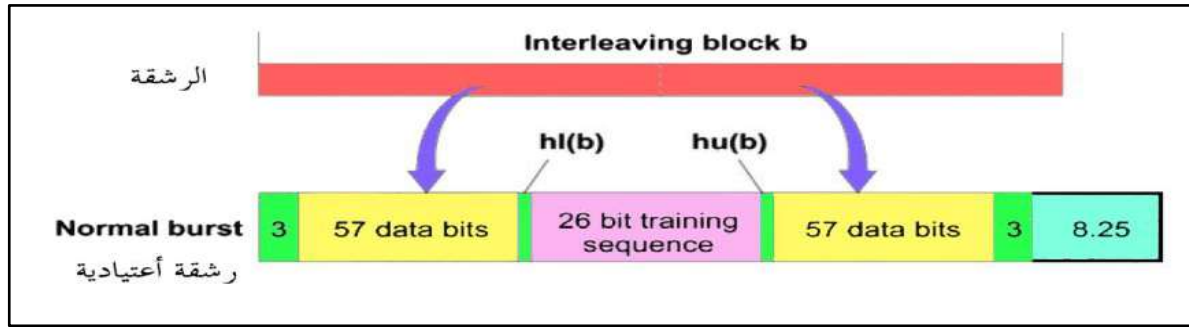 Interleaving block b
الرشقة
hl(b) hu(b)
Normal burst 3 57 data bits 26 bit training sequence 57 data bits 3 8.25
رشقة أعتيادية